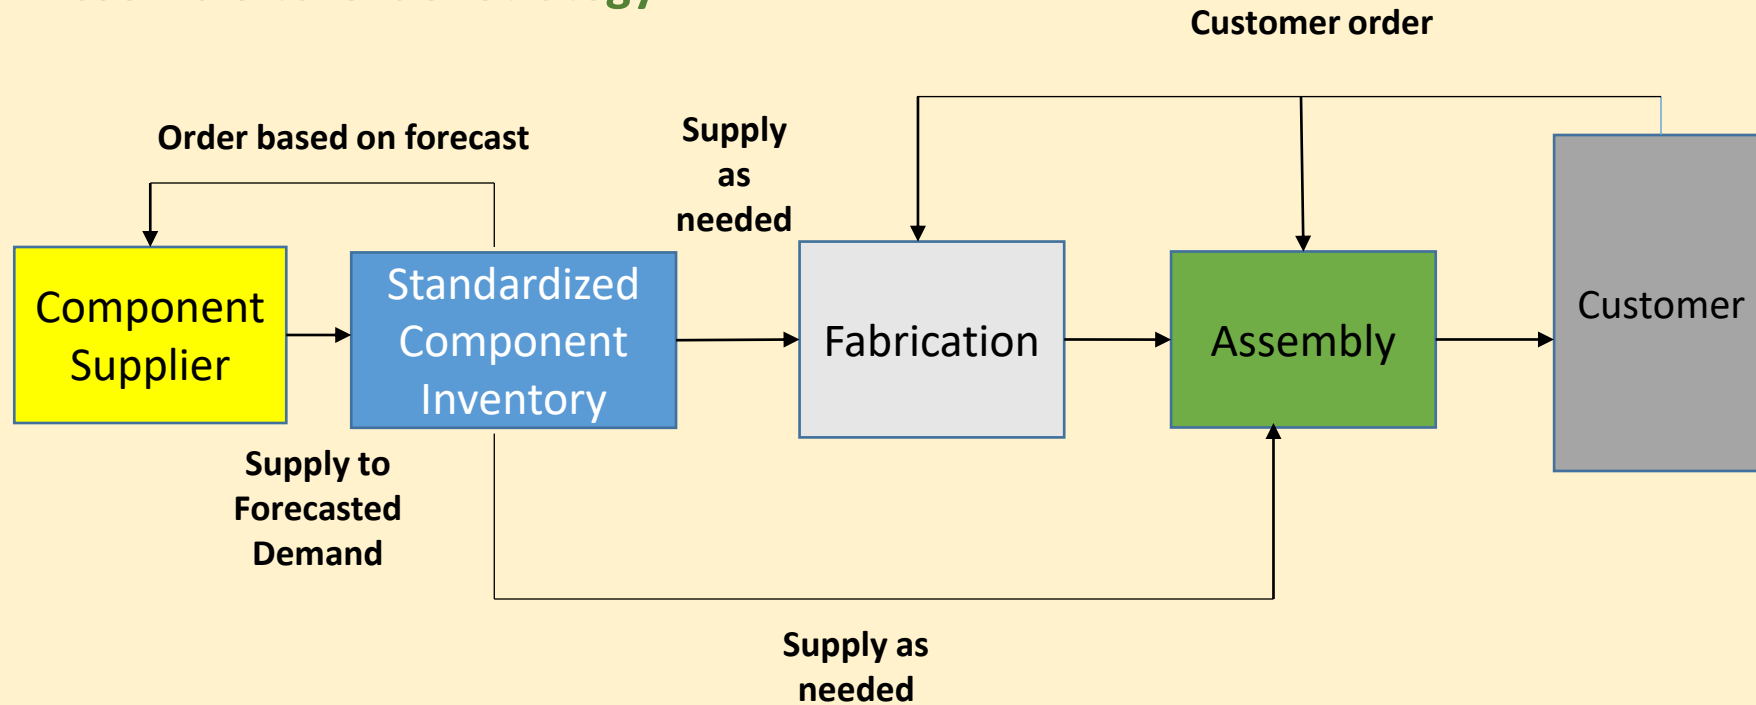 Customer order
Order based on forecast
Supply
as
needed
Component
Supplier
Standardized
Component
Inventory
Fabrication
Assembly
Customer
Supply to
Forecasted
Demand
Supply as
needed